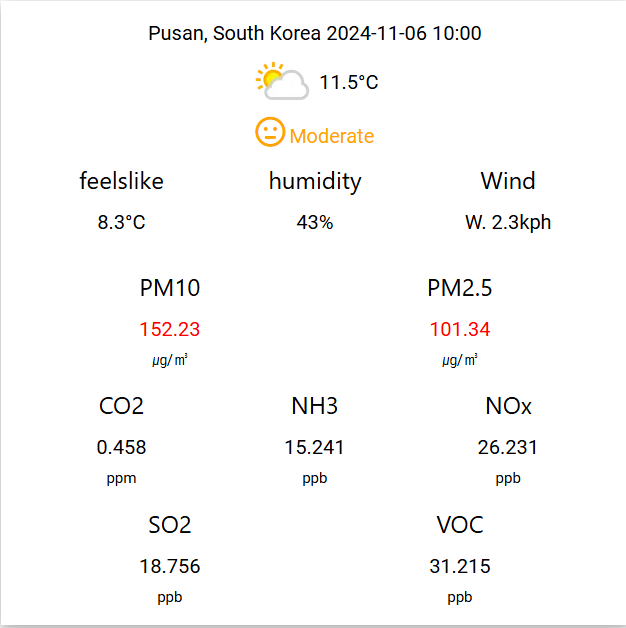 Pusan, South Korea 2024-11-06 10:00
11.5°C
Moderate
feelslike humidity Wind
8.3°C 43% W. 2.3kph
PM10 PM2.5
152.23 101.34
㎍/㎥ ㎍/㎥
CO2 NH3 NOx
0.458 15.241 26.231
ppm ppb ppb
SO2 VOC
18.756 31.215
ppb ppb